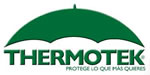 THERMOTEK
PROTEGE LO QUE MÁS QUIERES